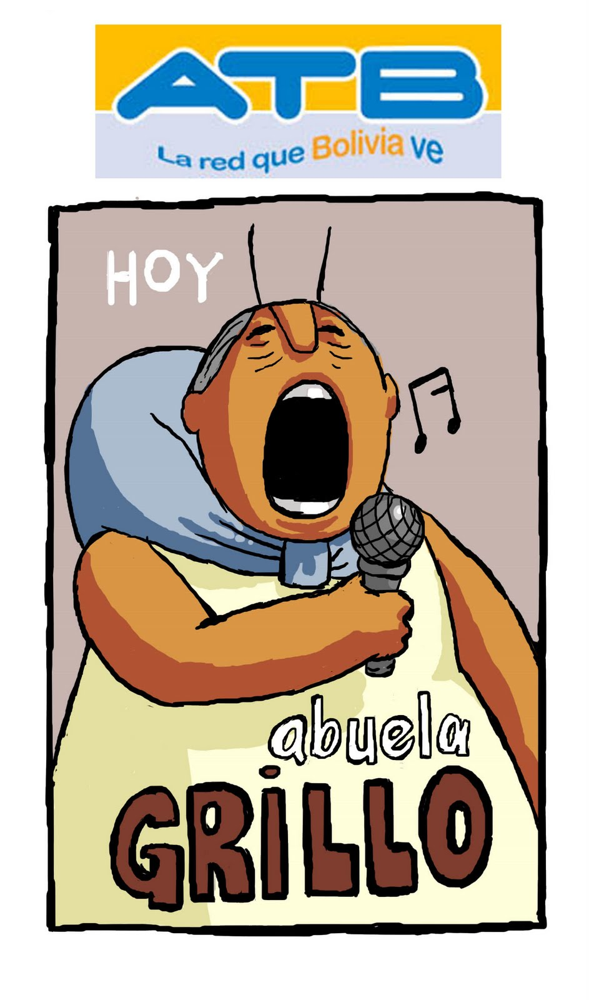 ATB
La red que Bolivia ve
HOY
abuela
GRiLLO